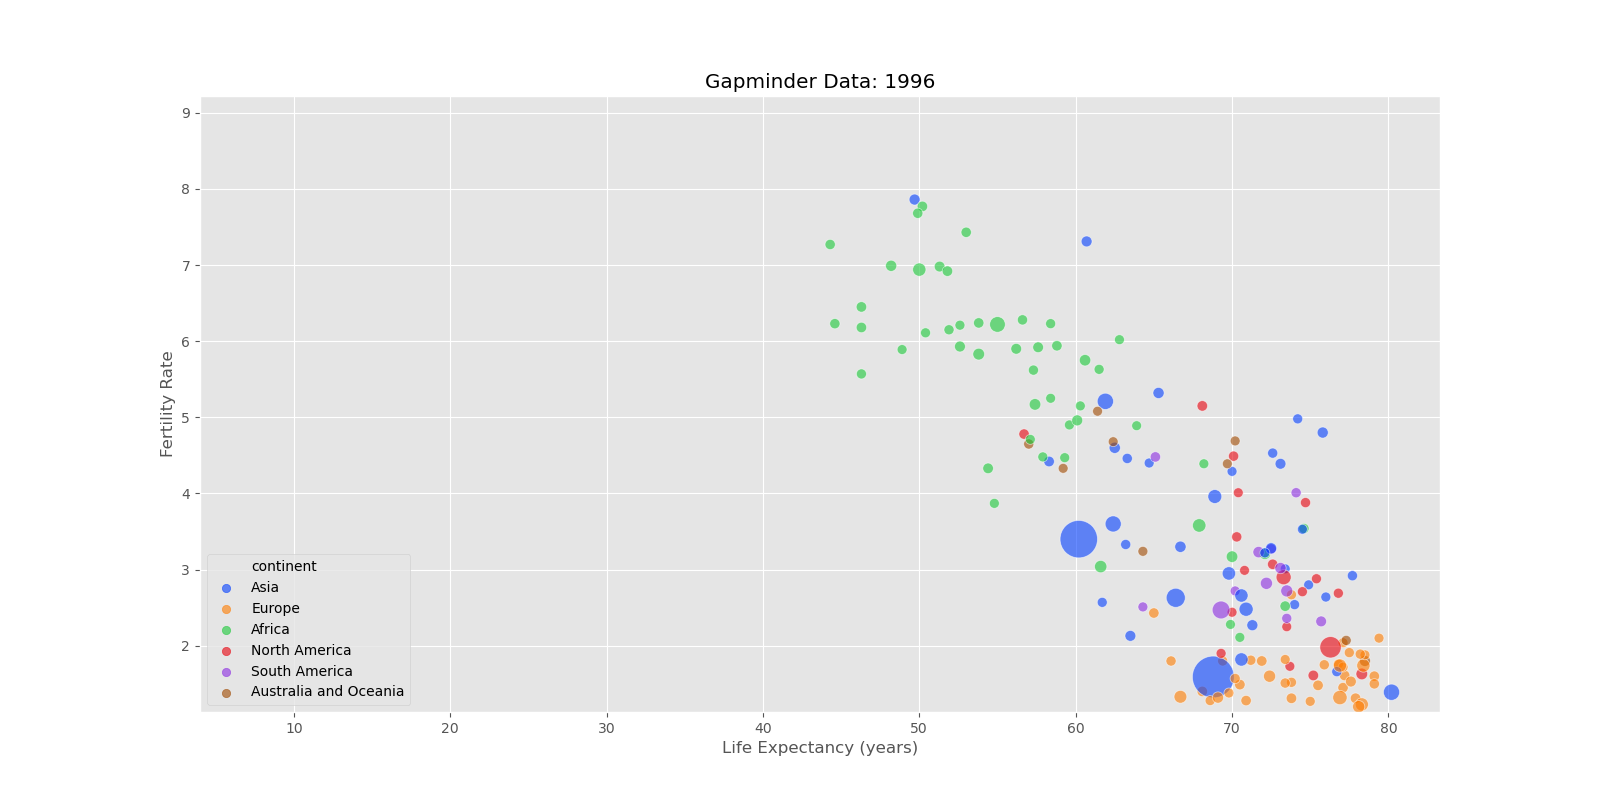 Gapminder Data: 1996
9
8
7
6
5
4
3
2
Fertility Rate
continent
Asia
Europe
Africa
North America
South America
Australia and Oceania
10 20 30 40 50 60 70 80
Life Expectancy (years)